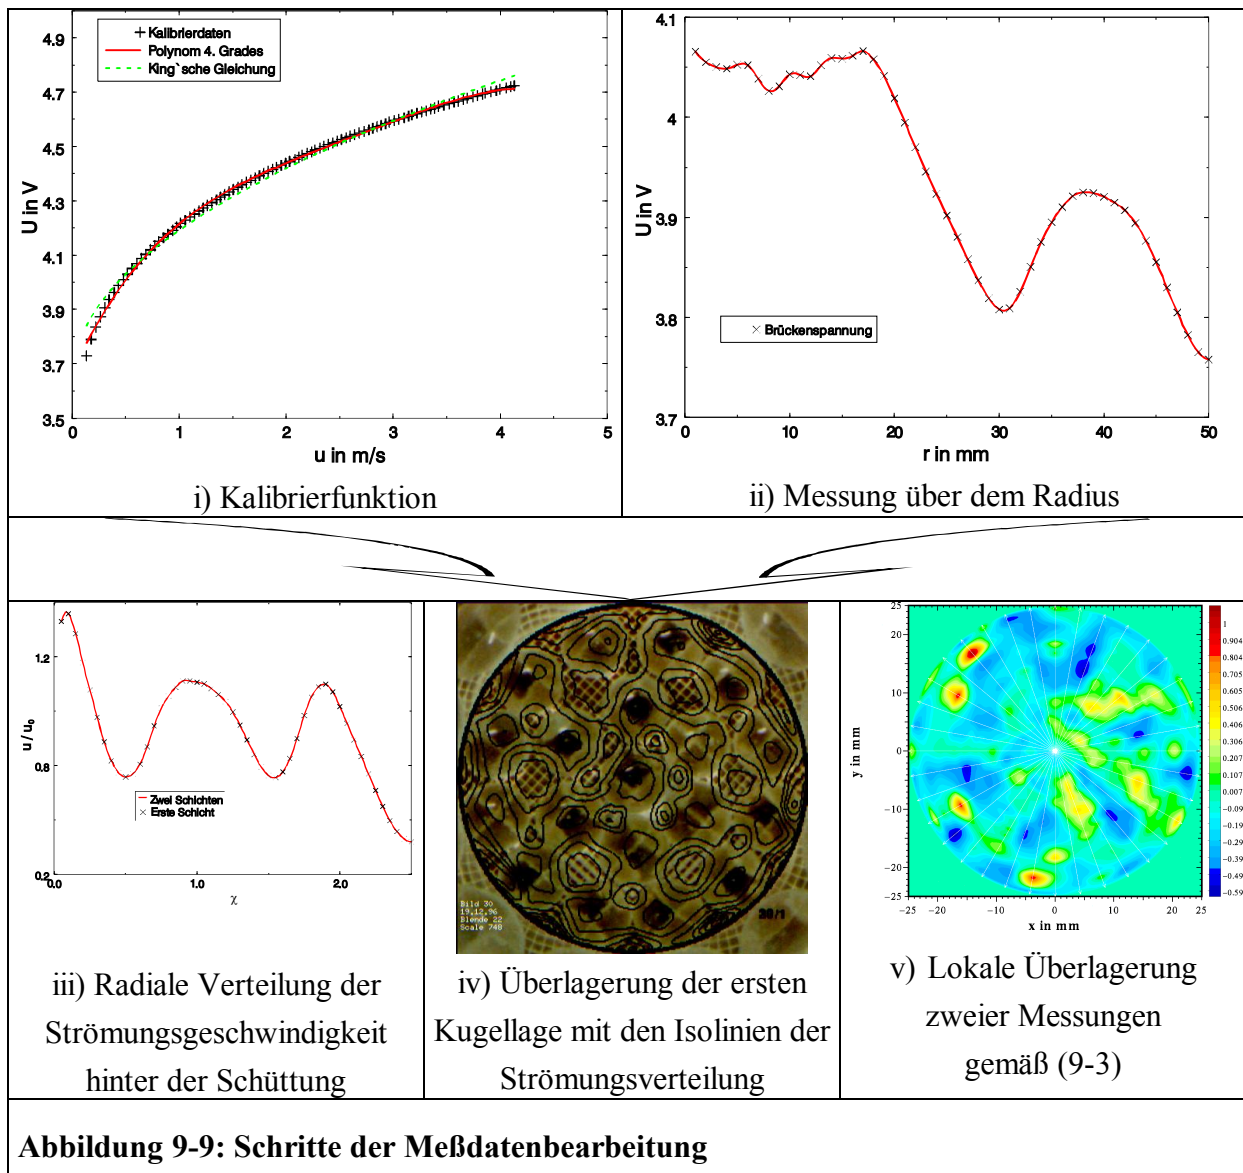 4.9
4.7
4.5
4.3
4.1
3.9
3.7
3.5
U in V
Kalibrierdaten
Polynom 4. Grades
King`sche Gleichung
0 1 2 3 4 5
u in m/s
i) Kalibrierfunktion
4.1
4
3.9
3.8
3.7
U in V
Brückenspannung
0 10 20 30 40 50
r in mm
ii) Messung über dem Radius
1.2
0.8
0.2
u/u₀
Zwei Schichten
Erste Schicht
0.0 1.0 2.0
χ
iii) Radiale Verteilung der
Strömungsgeschwindigkeit
hinter der Schüttung
Bild 30
19.12.96
Blende 22
Scale 748
30/1
iv) Überlagerung der ersten
Kugellage mit den Isolinien der
Strömungsverteilung
25
20
10
0
-10
-20
-25
y in mm
-25 -20 -10 0 10 20 25
x in mm
1
0.904
0.804
0.705
0.605
0.505
0.406
0.306
0.206
0.107
0.007
-0.09
-0.19
-0.29
-0.39
-0.49
-0.59
v) Lokale Überlagerung
zweier Messungen
gemäß (9-3)
Abbildung 9-9: Schritte der Meßdatenbearbeitung